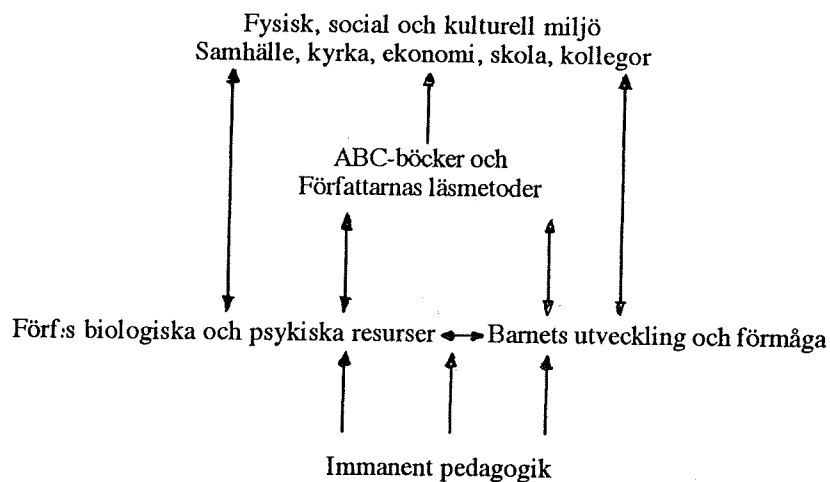 Fysisk, social och kulturell miljö
Samhälle, kyrka, ekonomi, skola, kollegor
ABC-böcker och
Författarnas läsmetoder
Förf:s biologiska och psykiska resurser
Barnets utveckling och förmåga
Immanent pedagogik